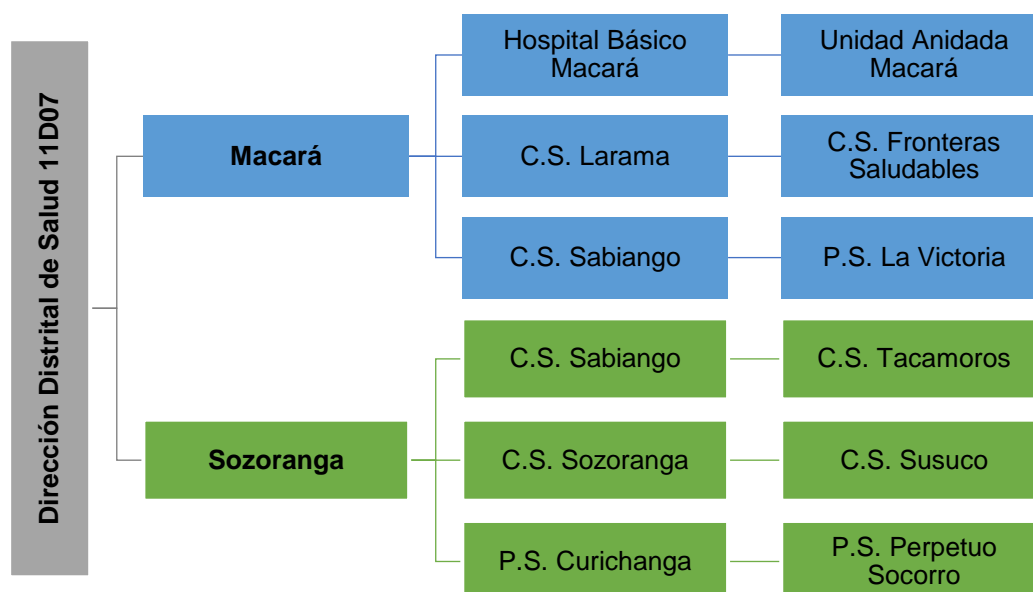 Dirección Distrital de Salud 11D07
Macará
Hospital Básico
Macará
Unidad Anidada
Macará
C.S. Larama
C.S. Fronteras
Saludables
C.S. Sabiango
P.S. La Victoria
Sozoranga
C.S. Sabiango
C.S. Tacamoros
C.S. Sozoranga
C.S. Susuco
P.S. Curichanga
P.S. Perpetuo
Socorro